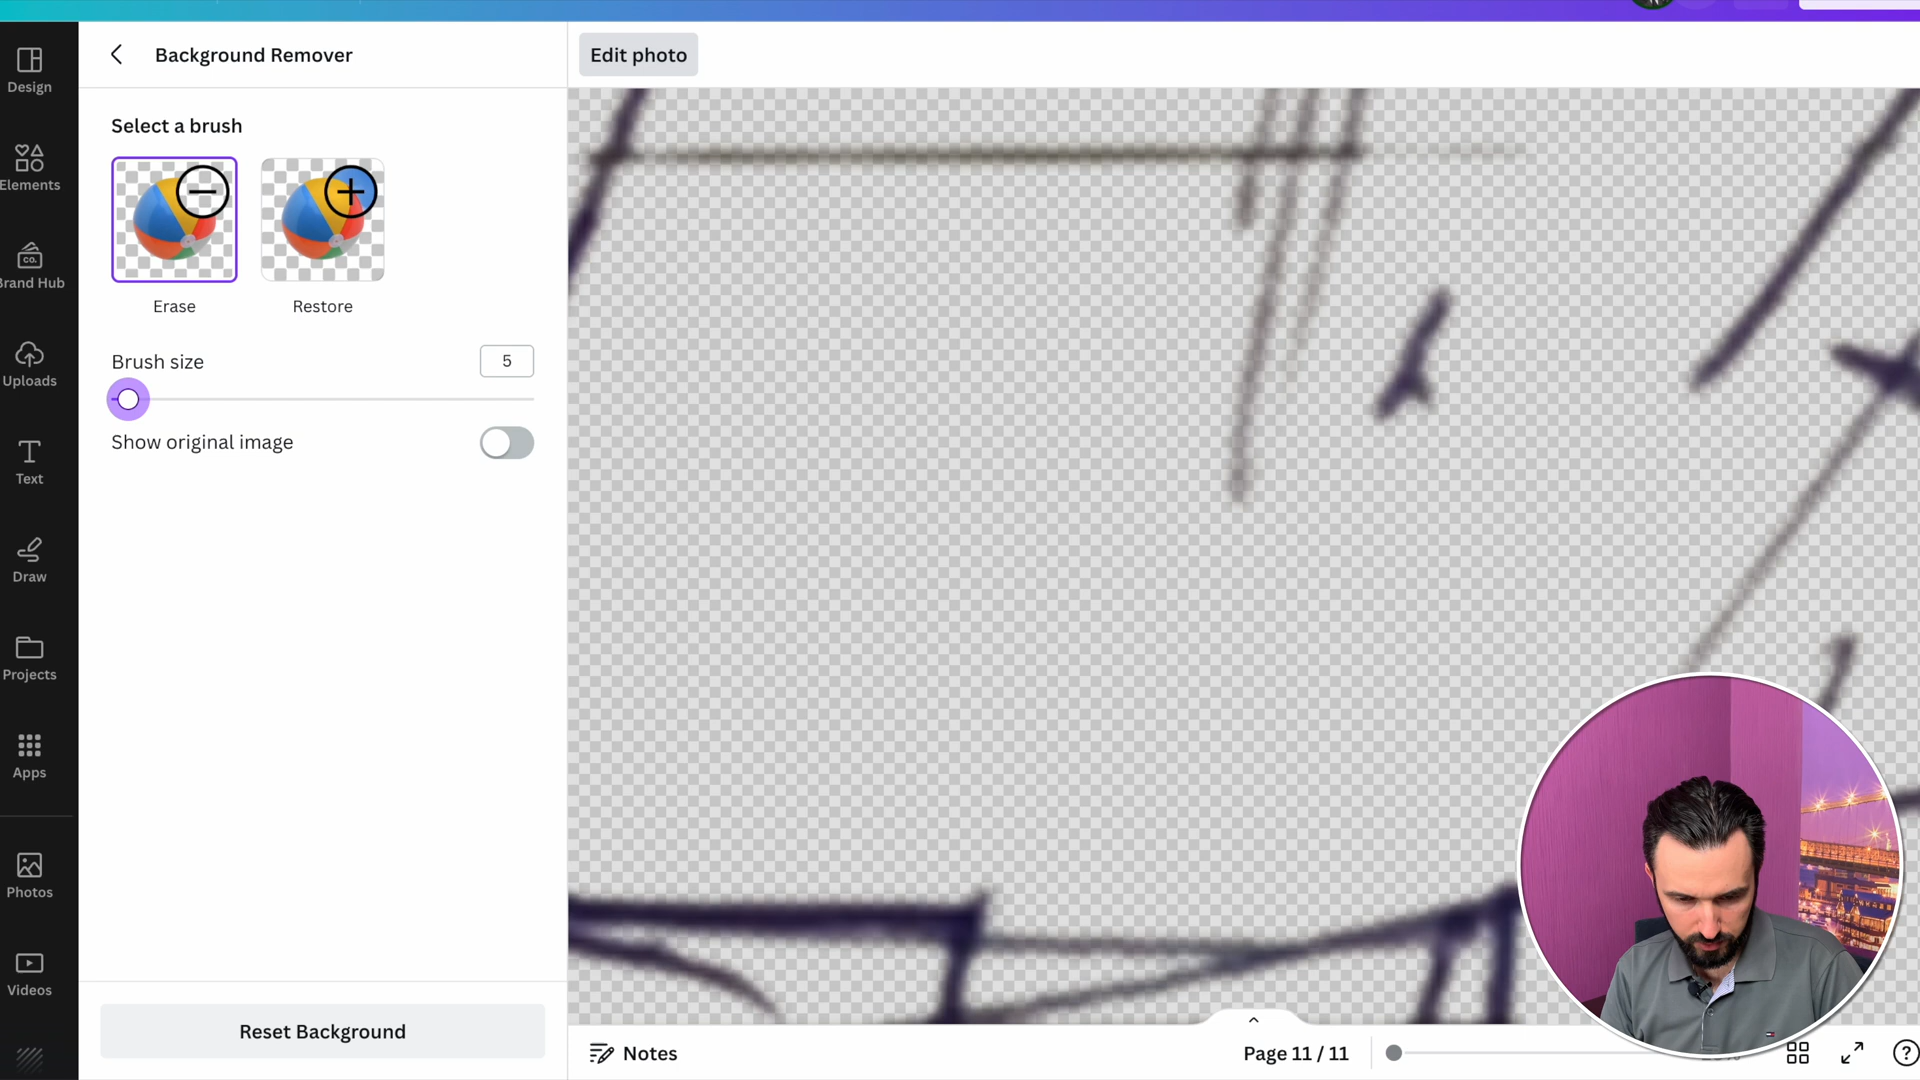 Background Remover
Edit photo
Design
Select a brush
Elements
co.
Brand Hub
Erase
Restore
Brush size
5
Uploads
Show original image
Text
Draw
Projects
Apps
Photos
Videos
Reset Background
Notes
Page 11 / 11
?